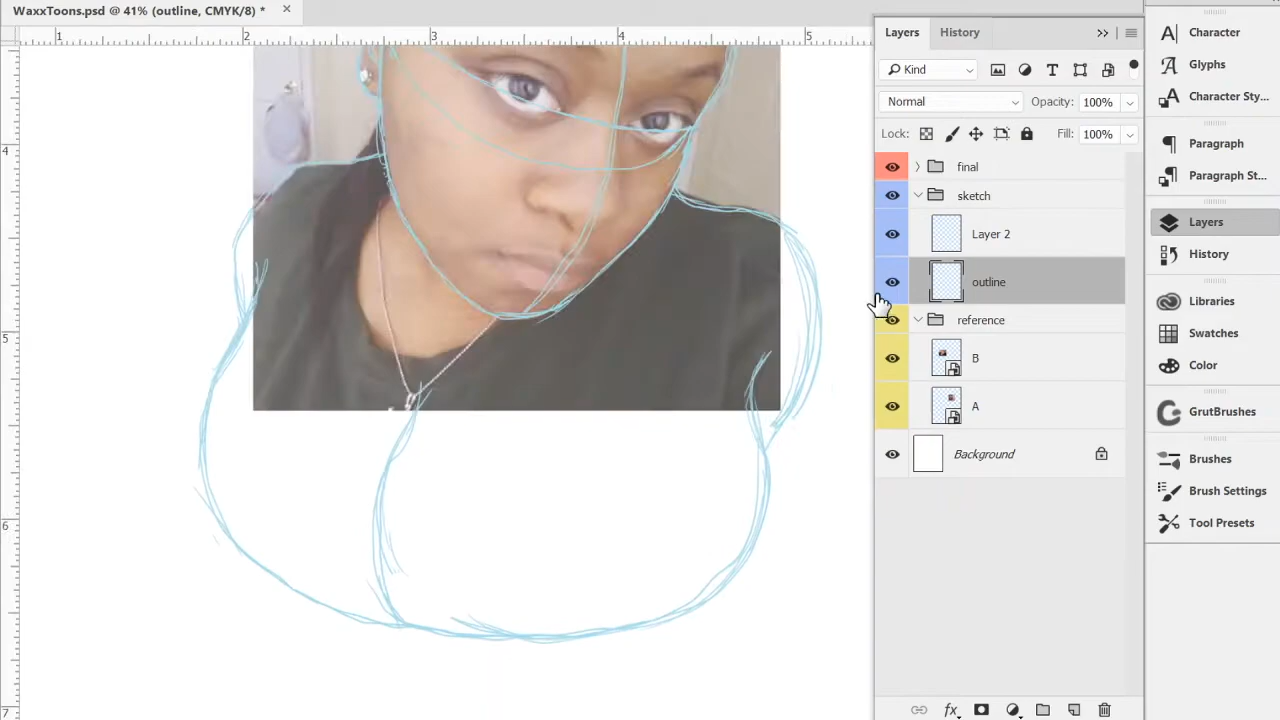 WaxxToons.psd @ 41% (outline, CMYK/8) *
1 2 3 4 5
4
5
6
7
Layers History
Kind
Normal Opacity: 100%
Lock: Fill: 100%
final
sketch
Layer 2
outline
reference
B
A
Background
fx
Character
Glyphs
Character Sty...
Paragraph
Paragraph St...
Layers
History
Libraries
Swatches
Color
GrutBrushes
Brushes
Brush Settings
Tool Presets